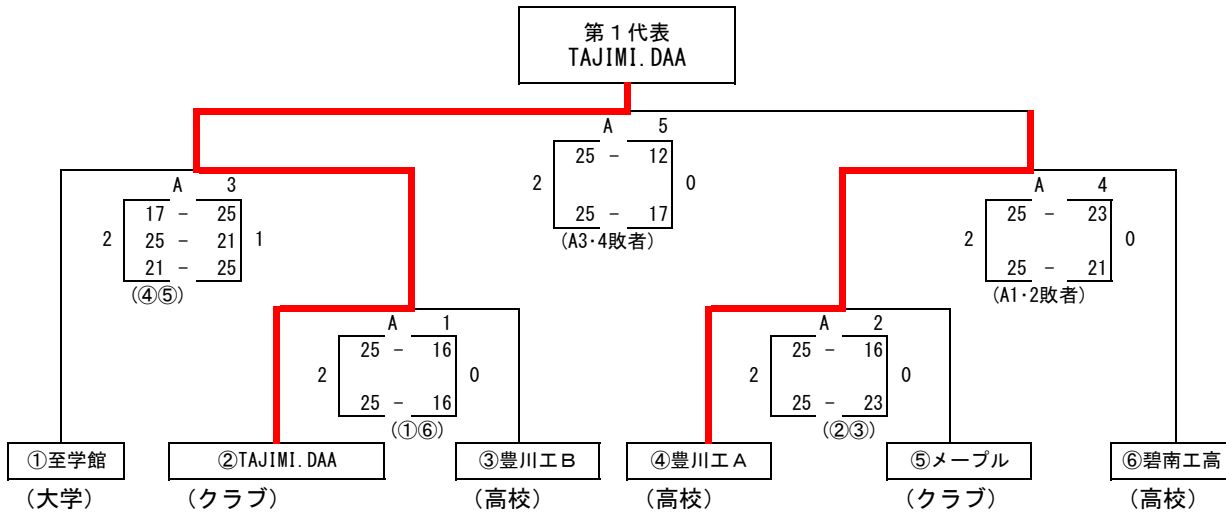 第1代表
TAJIMI.DAA
A 5
25 - 12
2 0
25 - 17
(A3・4敗者)
A 3
17 - 25
2 25 - 21 1
21 - 25
(④⑤)
A 4
25 - 23
2 0
25 - 21
(A1・2敗者)
A 1
25 - 16
2 0
25 - 16
(①⑥)
A 2
25 - 16
2 0
25 - 23
(②③)
①至学館 ②TAJIMI.DAA ③豊川工B ④豊川工A ⑤メープル ⑥碧南工高
(大学) (クラブ) (高校) (高校) (クラブ) (高校)